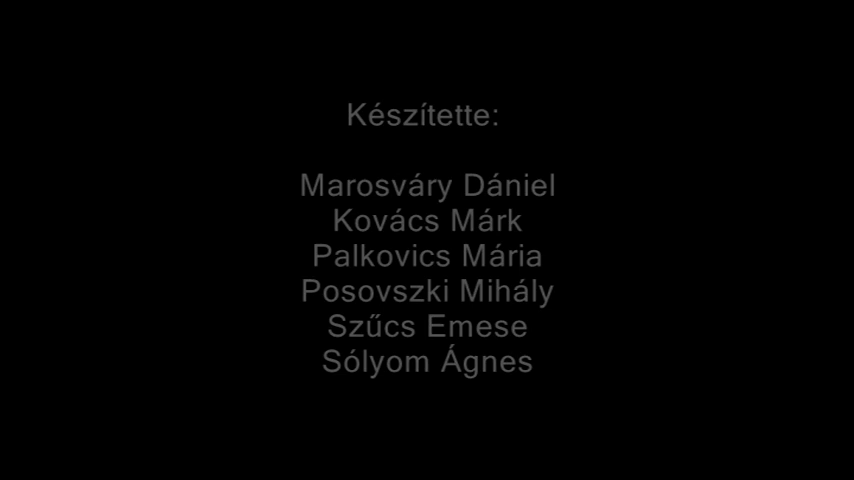 Készítette:
Marosváry Dániel
Kovács Márk
Palkovics Mária
Posovszki Mihály
Szűcs Emese
Sólyom Ágnes